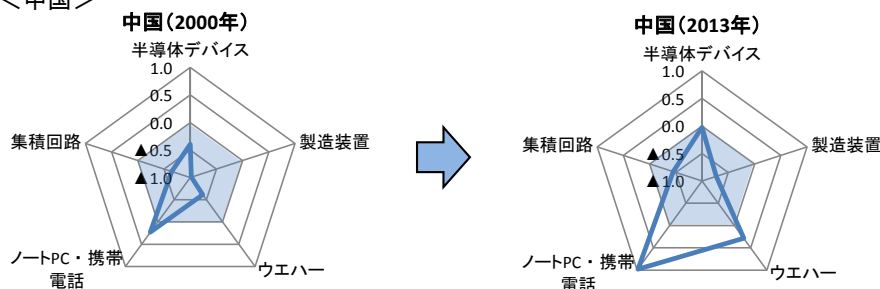 ＜中国＞
中国（2000年）
半導体デバイス
1.0
0.5
0.0
▲0.5
▲1.0
集積回路
製造装置
ノートPC・携帯
電話
ウエハー
中国（2013年）
半導体デバイス
1.0
0.5
0.0
▲0.5
▲1.0
集積回路
製造装置
ノートPC・携帯
電話
ウエハー